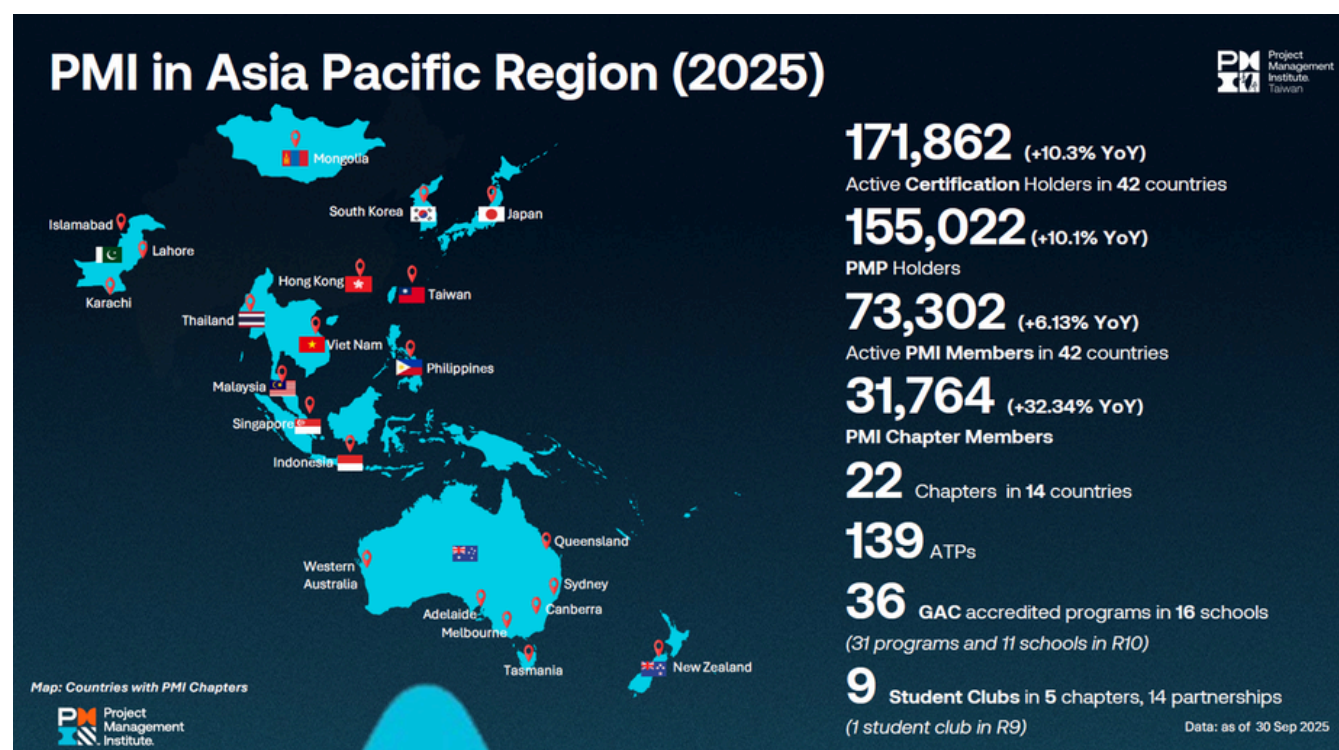 PMI in Asia Pacific Region (2025)
Project
Management
Institute.
Taiwan
Mongolia
South Korea
Japan
Islamabad
Lahore
Karachi
Hong Kong
Taiwan
Thailand
Viet Nam
Philippines
Malaysia
Singapore
Indonesia
Queensland
Western
Australia
Sydney
Adelaide
Canberra
Melbourne
Tasmania
New Zealand
171,862 (+10.3% YoY)
Active Certification Holders in 42 countries
155,022 (+10.1% YoY)
PMP Holders
73,302 (+6.13% YoY)
Active PMI Members in 42 countries
31,764 (+32.34% YoY)
PMI Chapter Members
22 Chapters in 14 countries
139 ATPs
36 GAC accredited programs in 16 schools
(31 programs and 11 schools in R10)
9 Student Clubs in 5 chapters, 14 partnerships
(1 student club in R9)
Data: as of 30 Sep 2025
Map: Countries with PMI Chapters
Project
Management
Institute.